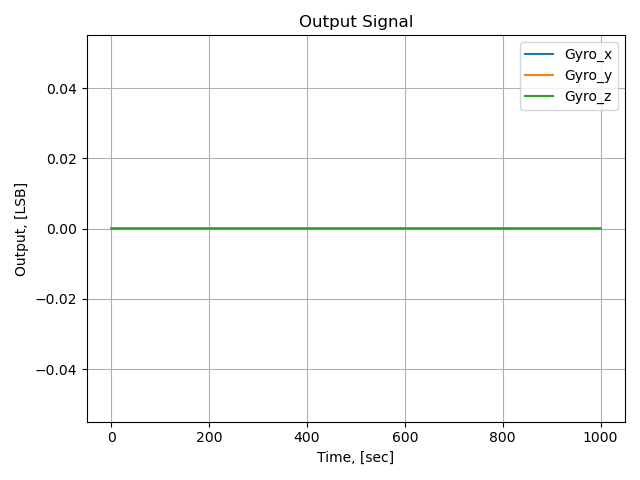 Output Signal
Gyro_x
Gyro_y
Gyro_z
0.04
0.02
0.00
−0.02
−0.04
Output, [LSB]
0 200 400 600 800 1000
Time, [sec]